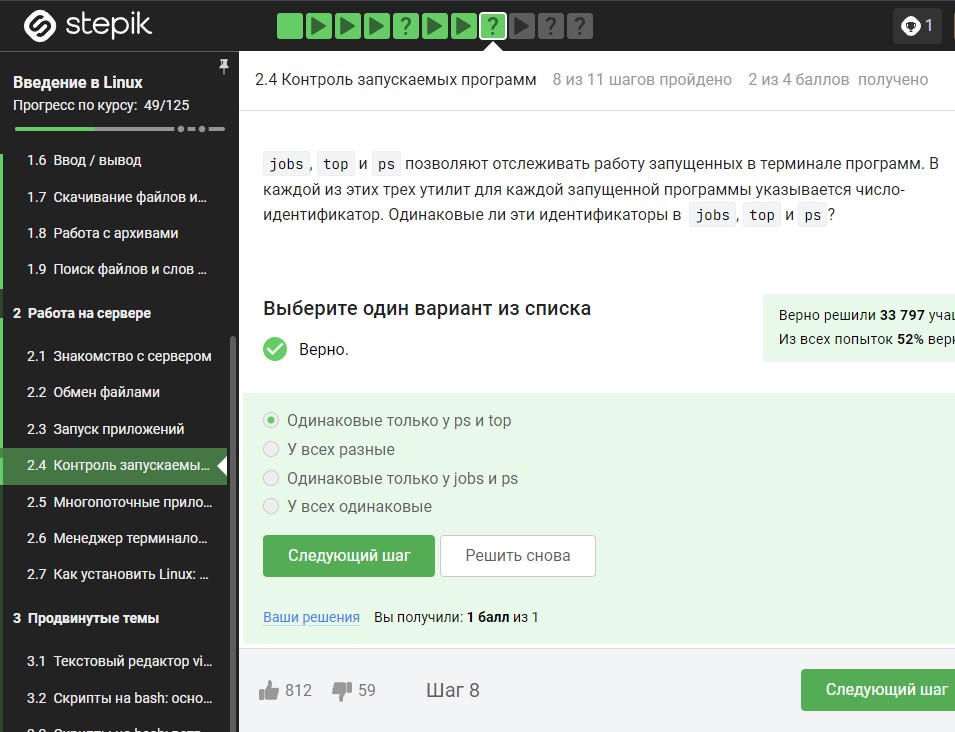 stepik
1
Введение в Linux
Прогресс по курсу: 49/125
1.6 Ввод / вывод
1.7 Скачивание файлов и...
1.8 Работа с архивами
1.9 Поиск файлов и слов ...
2 Работа на сервере
2.1 Знакомство с сервером
2.2 Обмен файлами
2.3 Запуск приложений
2.4 Контроль запускаемы...
2.5 Многопоточные прило...
2.6 Менеджер терминало...
2.7 Как установить Linux: ...
3 Продвинутые темы
3.1 Текстовый редактор vi...
3.2 Скрипты на bash: осно...
2.4 Контроль запускаемых программ 8 из 11 шагов пройдено 2 из 4 баллов получено
jobs, top и ps позволяют отслеживать работу запущенных в терминале программ. В
каждой из этих трех утилит для каждой запущенной программы указывается число-
идентификатор. Одинаковые ли эти идентификаторы в jobs, top и ps?
Выберите один вариант из списка
Верно.
Верно решили 33 797 учащ
Из всех попыток 52% верн
Одинаковые только у ps и top
У всех разные
Одинаковые только у jobs и ps
У всех одинаковые
Следующий шаг
Решить снова
Ваши решения Вы получили: 1 балл из 1
812 59 Шаг 8
Следующий шаг